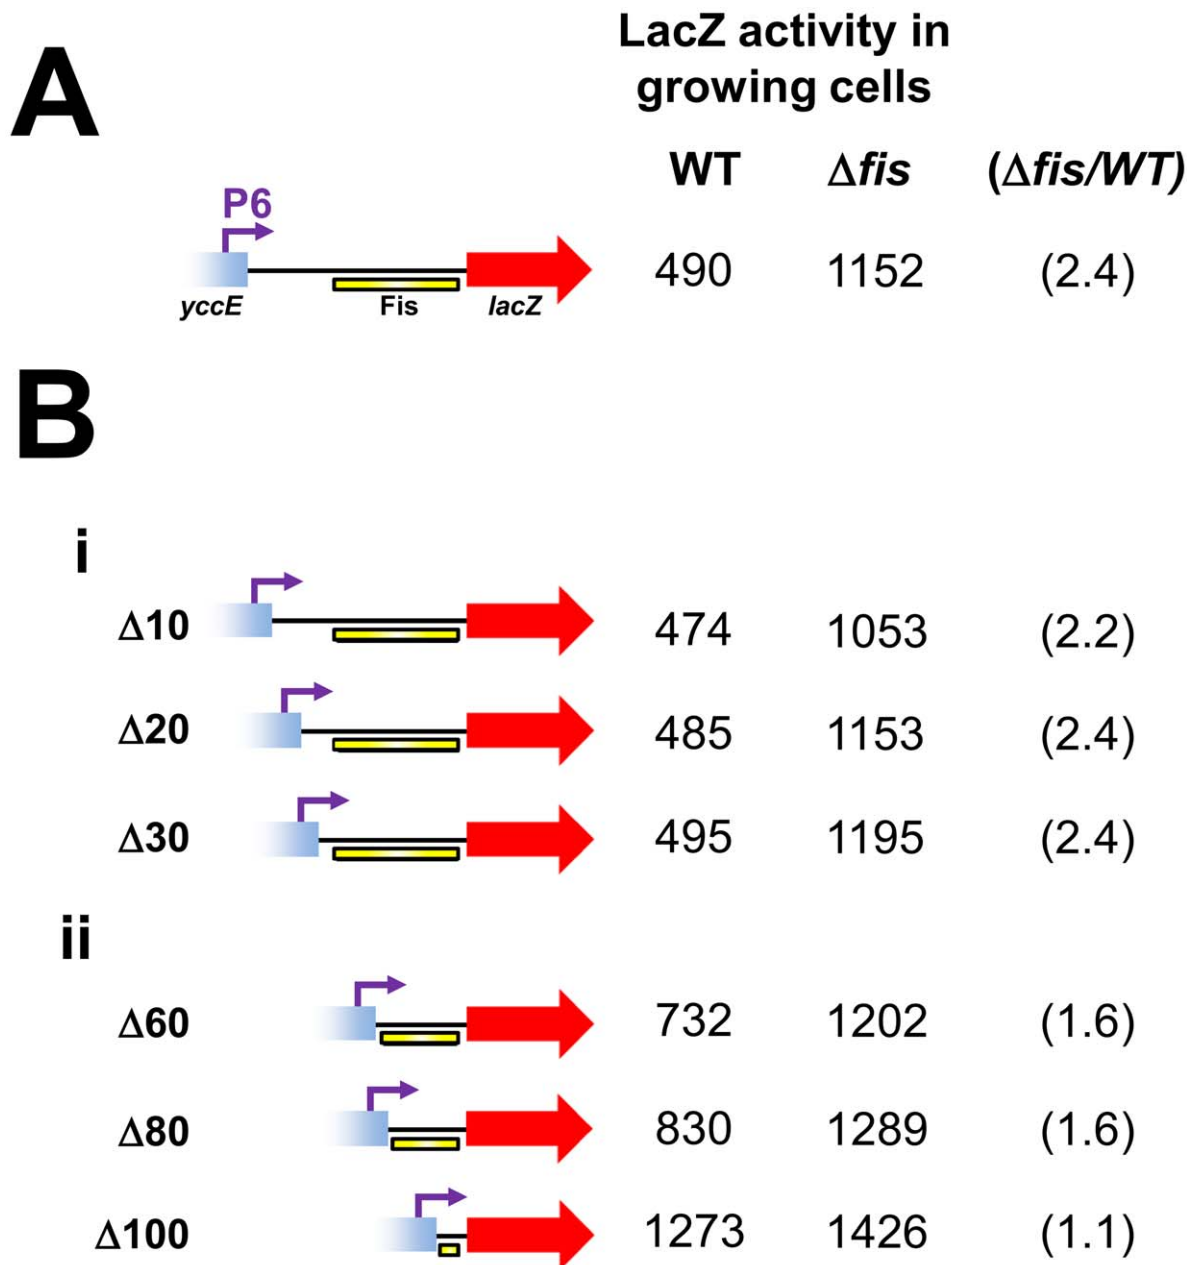 A
LacZ activity in
growing cells
WT Δfis (Δfis/WT)
P6
490 1152 (2.4)
yccE Fis lacZ
B
i
Δ10 474 1053 (2.2)
Δ20 485 1153 (2.4)
Δ30 495 1195 (2.4)
ii
Δ60 732 1202 (1.6)
Δ80 830 1289 (1.6)
Δ100 1273 1426 (1.1)